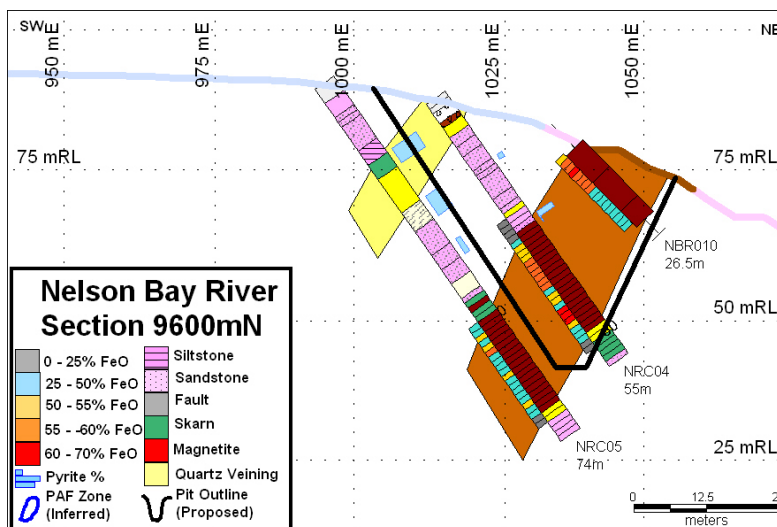 SW
950 mE
975 mE
1000 mE
1025 mE
1050 mE
NE
75 mRL
75 mRL
NBR010
26.5m
50 mRL
NRC04
55m
NRC05
74m
25 mRL
Nelson Bay River
Section 9600mN
0 - 25% FeO
25 - 50% FeO
50 - 55% FeO
55 -60% FeO
60 - 70% FeO
Pyrite %
PAF Zone
(Inferred)
Siltstone
Sandstone
Fault
Skarn
Magnetite
Quartz Veining
Pit Outline
(Proposed)
0
12.5
meters